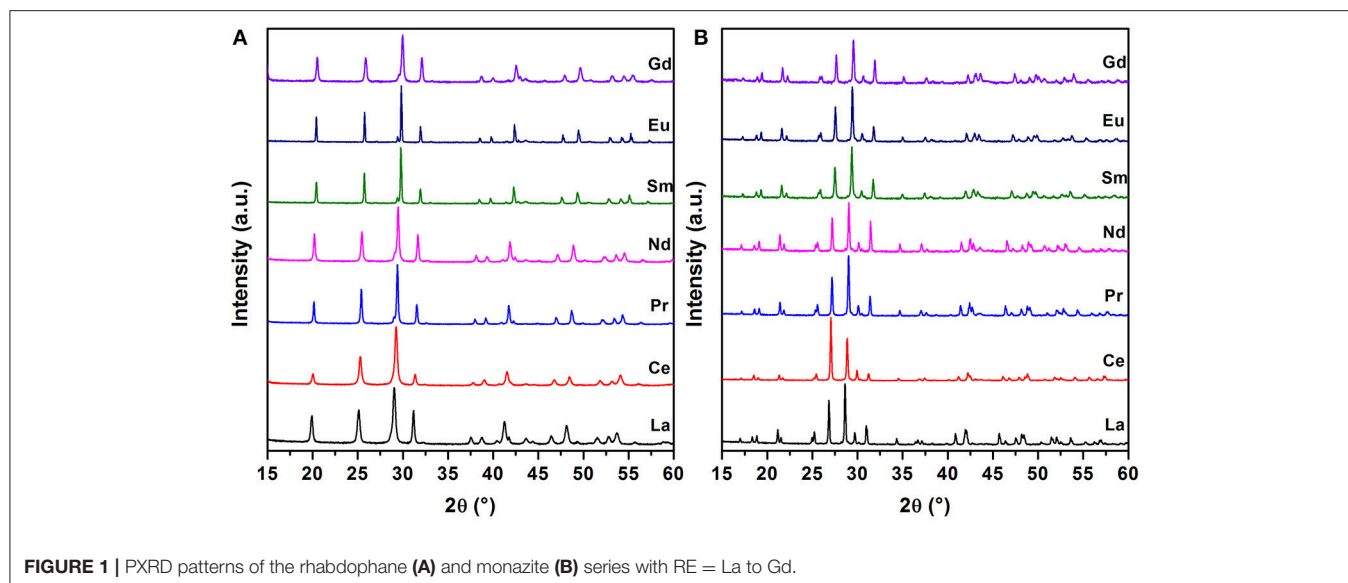 A
Gd
Eu
Sm
Nd
Pr
Ce
La
Intensity (a.u.)
15 20 25 30 35 40 45 50 55 60
2θ (°)
B
Gd
Eu
Sm
Nd
Pr
Ce
La
Intensity (a.u.)
15 20 25 30 35 40 45 50 55 60
2θ (°)
FIGURE 1 | PXRD patterns of the rhabdophane (A) and monazite (B) series with RE = La to Gd.